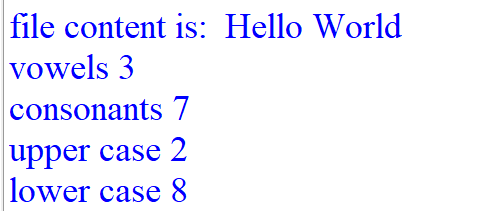 file content is:  Hello World
vowels 3
consonants 7
upper case 2
lower case 8